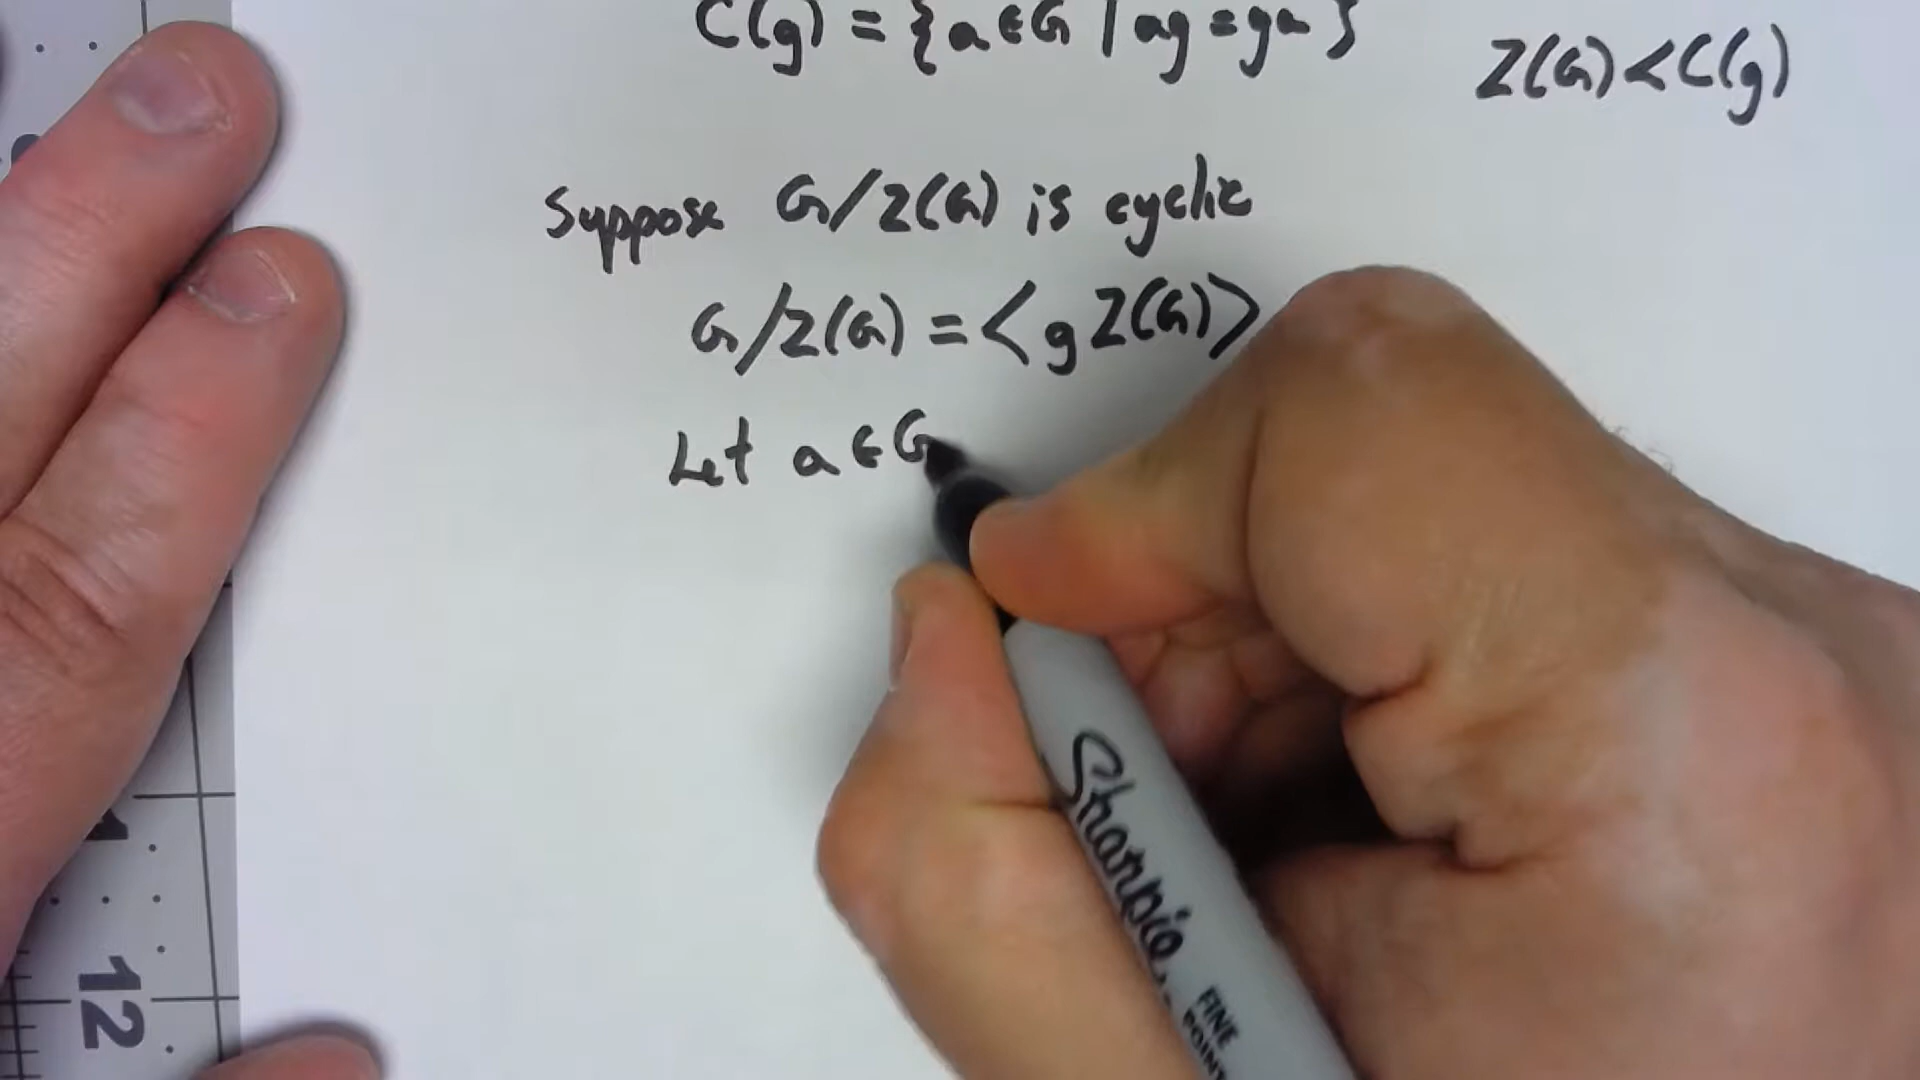 C(g) = {a ∈ G | ag = ga}
Z(G) < C(g)
Suppose G/Z(G) is cyclic
G/Z(G) = <gZ(G)>
Let a ∈ G
Sharpie
FINE
POINT
12